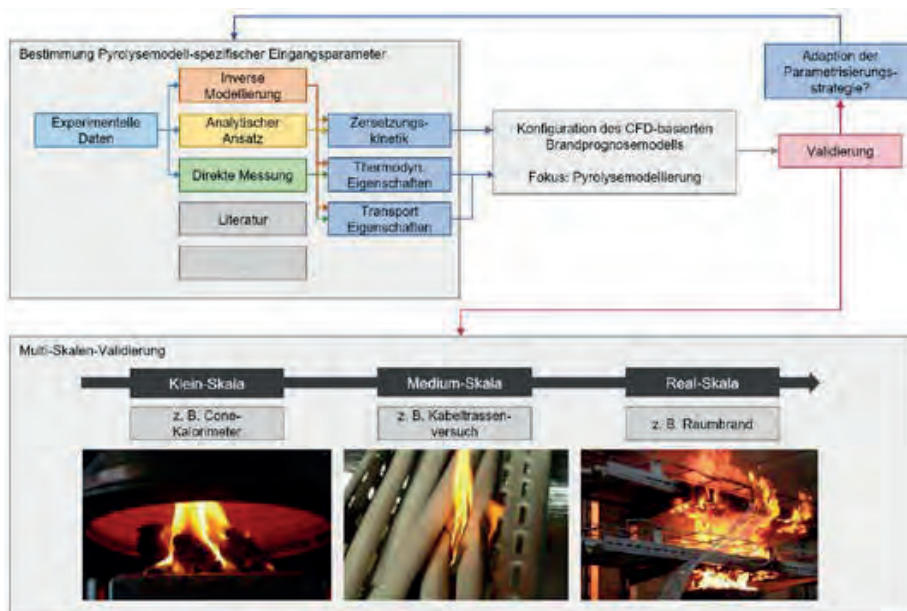 Bestimmung Pyrolysemodell-spezifischer Eingangsparameter
Inverse
Modellierung
Experimentelle
Daten
Analytischer
Ansatz
Direkte Messung
Literatur
Zersetzungs-
kinetik
Thermodyn.
Eigenschaften
Transport
Eigenschaften
Konfiguration des CFD-basierten
Brandprognosemodells
Fokus: Pyrolysemodellierung
Adaption der
Parametrisierungs-
strategie?
Validierung
Multi-Skalen-Validierung
Klein-Skala
Medium-Skala
Real-Skala
z. B. Cone-
Kalorimeter
z. B. Kabeltrassen-
versuch
z. B. Raumbrand